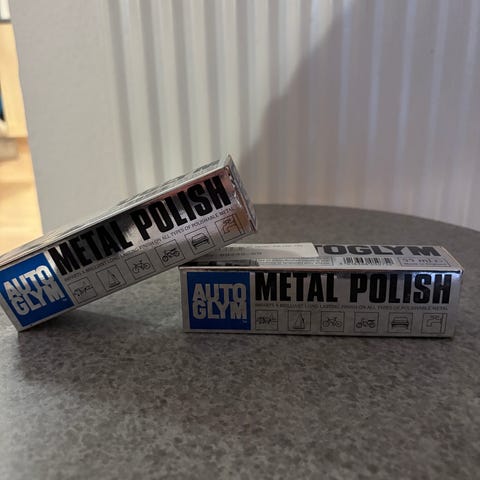 METAL POLISH
AUTO
GLYM
AUTOGLYM
METAL POLISH
AUTO
GLYM
IMPARTS A BRILLIANT LONG LASTING FINISH ON ALL TYPES OF POLISHABLE METAL